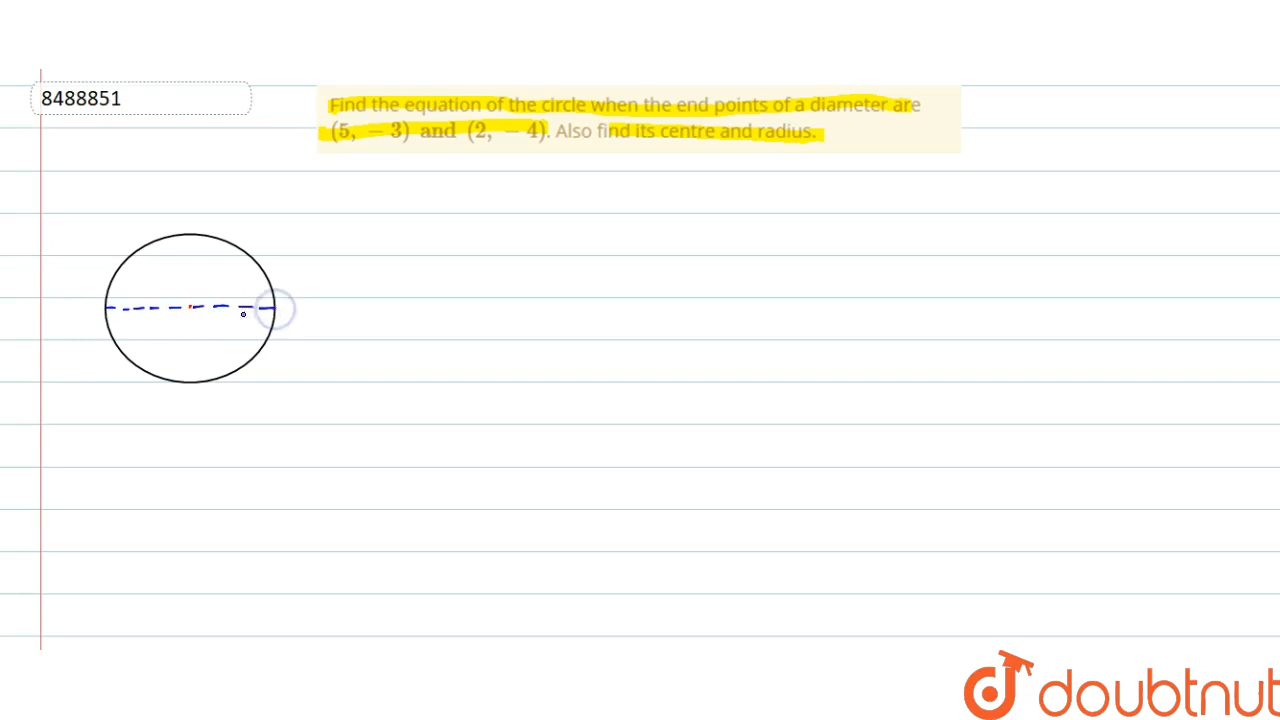 8488851
Find the equation of the circle when the end points of a diameter are
(5, −3) and (2, −4). Also find its centre and radius.
doubtnut